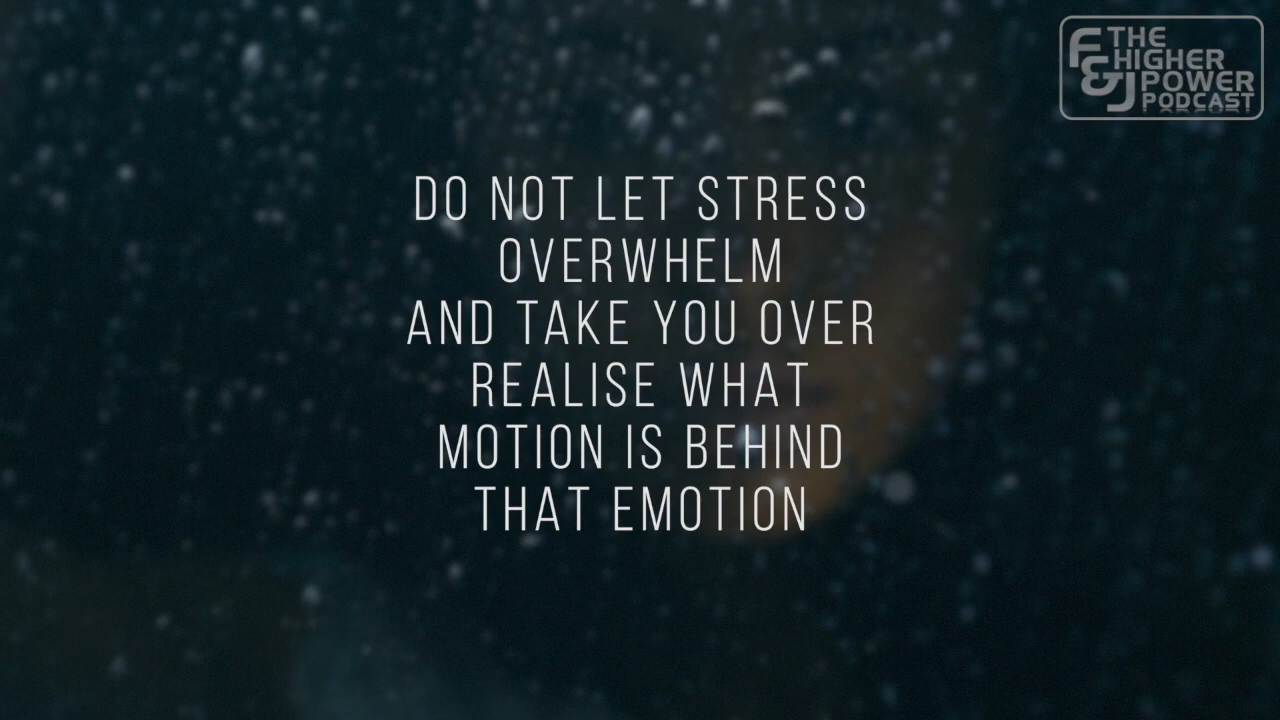 F&J THE
HIGHER
POWER
PODCAST
DO NOT LET STRESS
OVERWHELM
AND TAKE YOU OVER
REALISE WHAT
MOTION IS BEHIND
THAT EMOTION